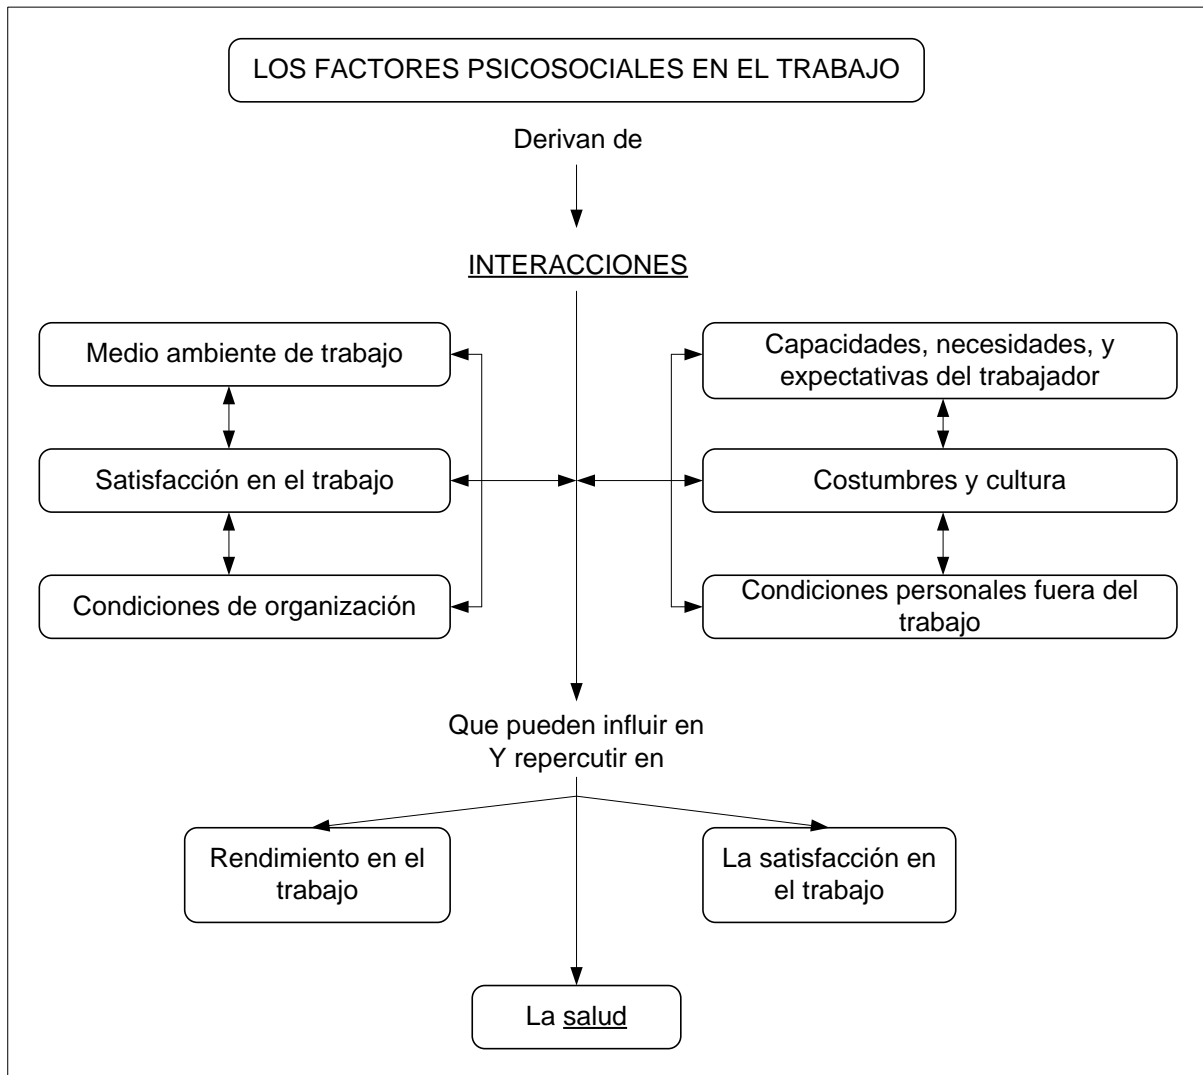 LOS FACTORES PSICOSOCIALES EN EL TRABAJO
Derivan de
INTERACCIONES
Medio ambiente de trabajo
Capacidades, necesidades, y
expectativas del trabajador
Satisfacción en el trabajo
Costumbres y cultura
Condiciones de organización
Condiciones personales fuera del
trabajo
Que pueden influir en
Y repercutir en
Rendimiento en el
trabajo
La satisfacción en
el trabajo
La salud